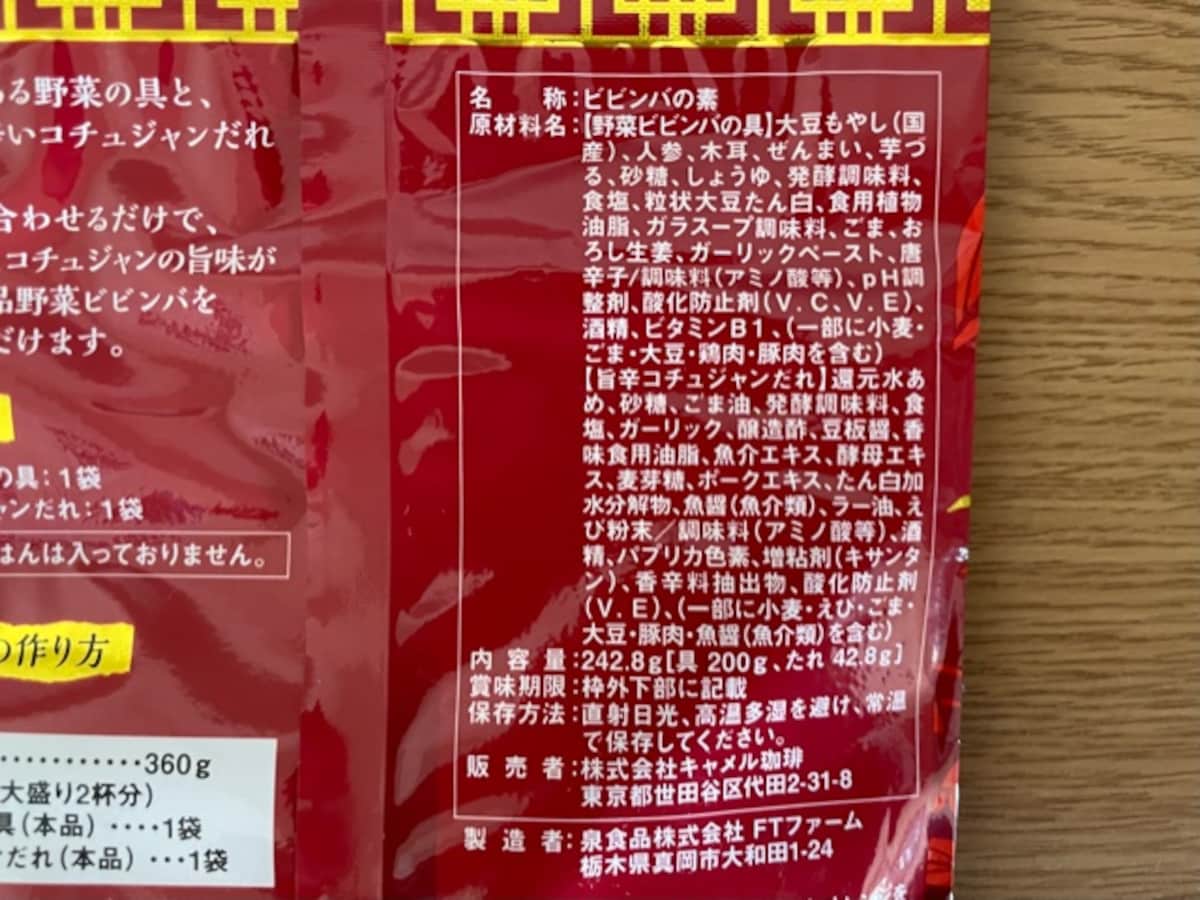 る野菜の具と、
いコチュジャンだれ
合わせるだけで、
コチュジャンの旨味が
品野菜ビビンバを
だけます。
の具：1袋
ャンだれ：1袋
はんは入っておりません。
の作り方
…………360g
大盛り2杯分)
具(本品)‥‥1袋
だれ(本品)…1袋
名称：ビビンバの素
原材料名：【野菜ビビンバの具】大豆もやし(国
産)、人参、木耳、ぜんまい、芋づ
る、砂糖、しょうゆ、発酵調味料、
食塩、粒状大豆たん白、食用植物
油脂、ガラスープ調味料、ごま、お
ろし生姜、ガーリックペースト、唐
辛子/調味料(アミノ酸等)、pH調
整剤、酸化防止剤(V.C、V.E)、
酒精、ビタミンB1、(一部に小麦・
ごま・大豆・鶏肉・豚肉を含む)
【旨辛コチュジャンだれ】還元水あ
め、砂糖、ごま油、発酵調味料、食
塩、ガーリック、醸造酢、豆板醤、香
味食用油脂、魚介エキス、酵母エキ
ス、麦芽糖、ポークエキス、たん白加
水分解物、魚醤(魚介類)、ラー油、え
び粉末／調味料(アミノ酸等)、酒
精、パプリカ色素、増粘剤(キサンタ
ン)、香辛料抽出物、酸化防止剤
(V.E)、(一部に小麦・えび・ごま・
大豆・豚肉・魚醤(魚介類)を含む)
内容量：242.8g[具 200g、たれ 42.8g]
賞味期限：枠外下部に記載
保存方法：直射日光、高温多湿を避け、常温
で保存してください。
販売者：株式会社キャメル珈琲
東京都世田谷区代田2-31-8
製造者：泉食品株式会社 FTファーム
栃木県真岡市大和田1-24